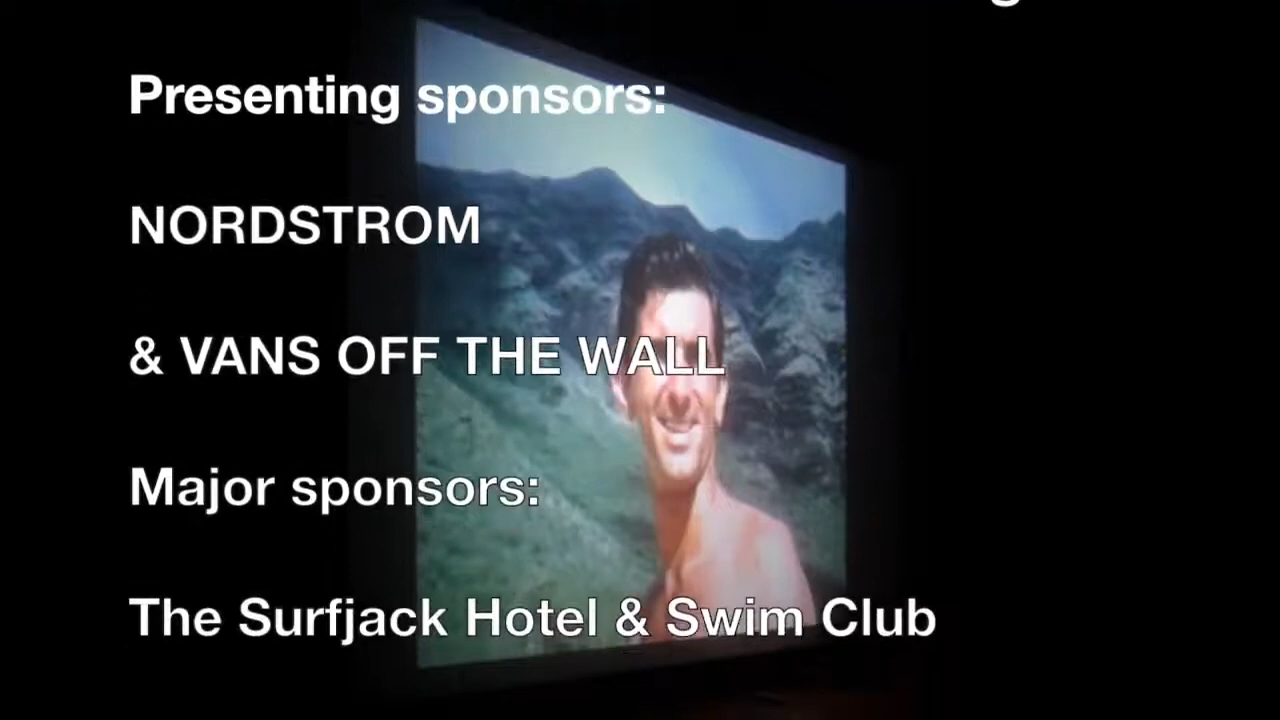 Presenting sponsors:
NORDSTROM
& VANS OFF THE WALL
Major sponsors:
The Surfjack Hotel & Swim Club